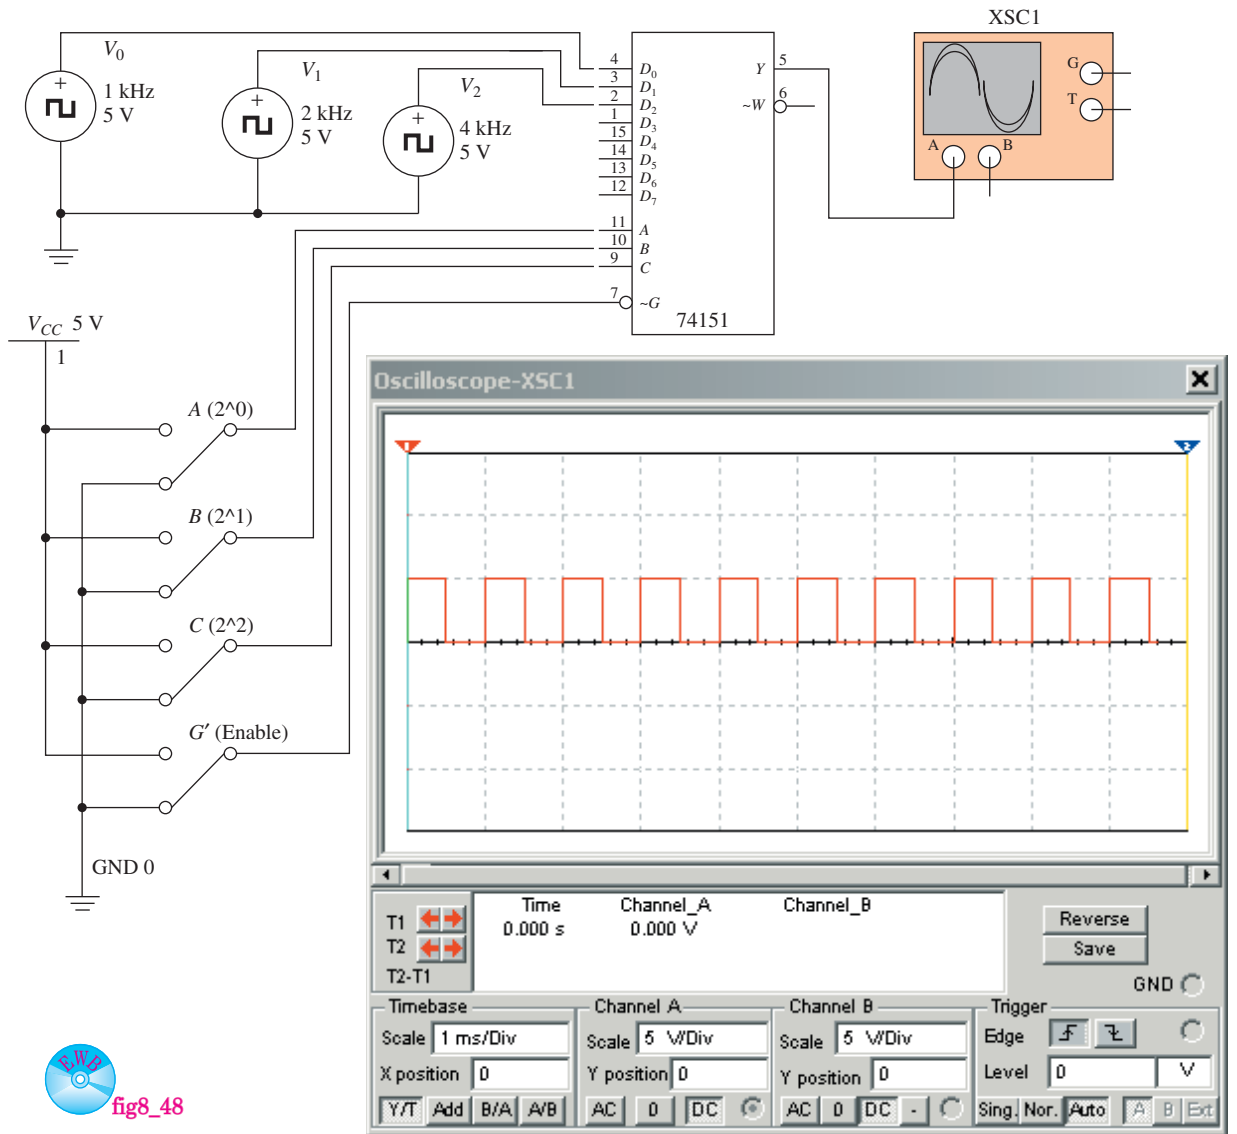 XSC1
V0
1 kHz
5 V
V1
2 kHz
5 V
V2
4 kHz
5 V
4 D0
3 D1
2 D2
1 D3
15 D4
14 D5
13 D6
12 D7
11 A
10 B
9 C
7 ~G
Y 5
~W 6
74151
G
T
A
B
VCC 5 V
1
A (2^0)
B (2^1)
C (2^2)
G′ (Enable)
GND 0
Oscilloscope-XSC1
1
2
Time Channel_A Channel_B
T1 0.000 s 0.000 V
T2
T2-T1
Reverse
Save
GND
Timebase
Scale 1 ms/Div
X position 0
Y/T Add B/A A/B
Channel A
Scale 5 V/Div
Y position 0
AC 0 DC
Channel B
Scale 5 V/Div
Y position 0
AC 0 DC -
Trigger
Edge
Level 0 V
Sing. Nor. Auto A B Ext
EWB
fig8_48